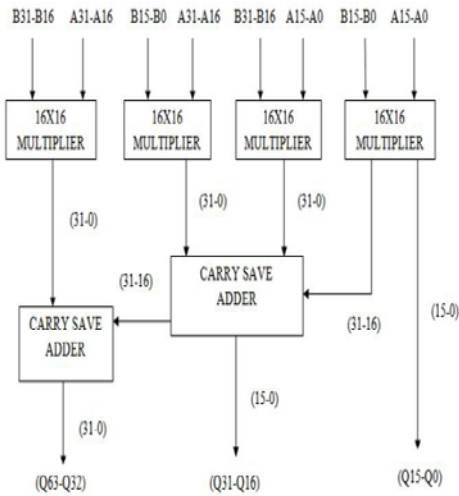 B31-B16 A31-A16 B15-B0 A31-A16 B31-B16 A15-A0 B15-B0 A15-A0
16X16
MULTIPLIER
16X16
MULTIPLIER
16X16
MULTIPLIER
16X16
MULTIPLIER
(31-0)
(31-0)
(31-0)
CARRY SAVE
ADDER
(31-16)
(31-16)
(15-0)
CARRY SAVE
ADDER
(31-0)
(15-0)
(Q63-Q32)
(Q31-Q16)
(Q15-Q0)